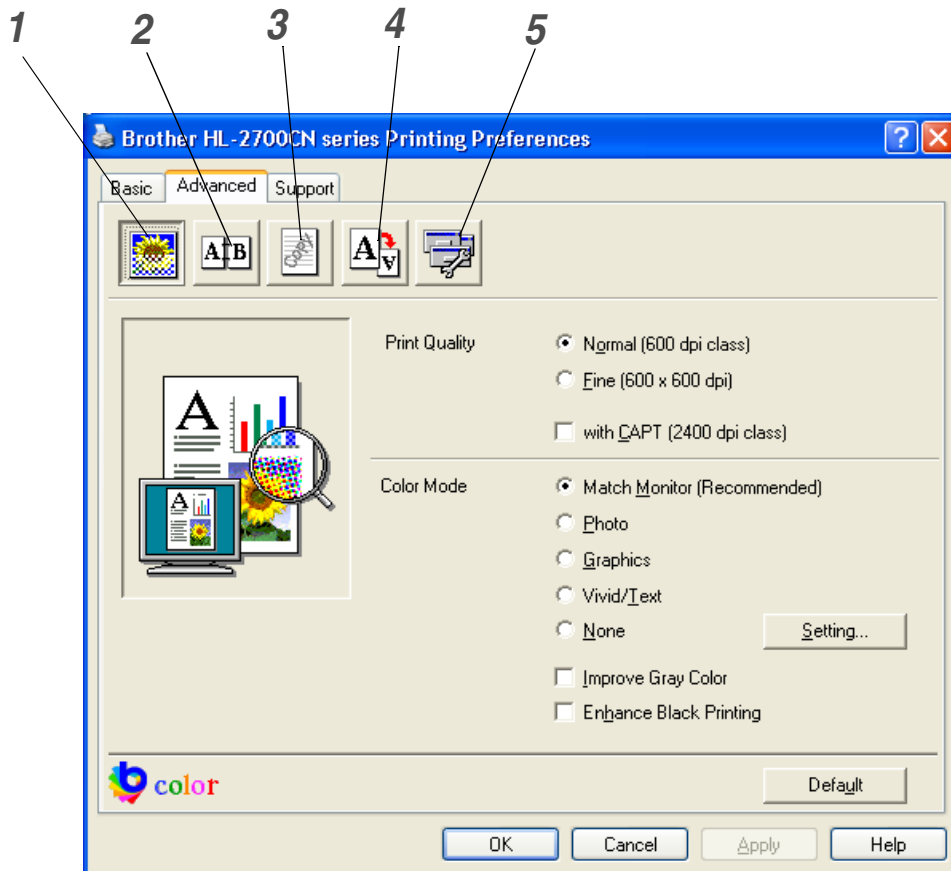 1 2 3 4 5
Brother HL-2700CN series Printing Preferences
Basic Advanced Support
A B COPY A A
Print Quality Normal (600 dpi class)
Fine (600 x 600 dpi)
with CAPT (2400 dpi class)
A
Color Mode Match Monitor (Recommended)
A
Photo
Graphics
Vivid/Text
None Setting...
Improve Gray Color
Enhance Black Printing
color Default
OK Cancel Apply Help